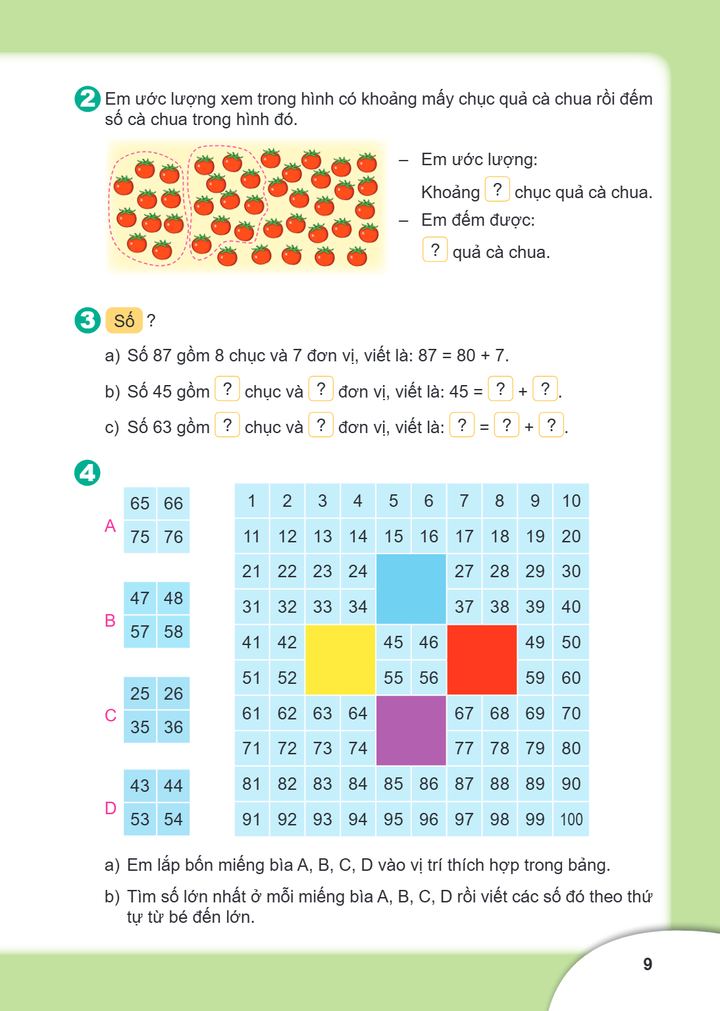 2 Em ước lượng xem trong hình có khoảng mấy chục quả cà chua rồi đếm
số cà chua trong hình đó.
– Em ước lượng:
Khoảng ? chục quả cà chua.
– Em đếm được:
? quả cà chua.
3 Số ?
a) Số 87 gồm 8 chục và 7 đơn vị, viết là: 87 = 80 + 7.
b) Số 45 gồm ? chục và ? đơn vị, viết là: 45 = ? + ?.
c) Số 63 gồm ? chục và ? đơn vị, viết là: ? = ? + ?.
4
A
65 66
75 76
B
47 48
57 58
C
25 26
35 36
D
43 44
53 54
1 2 3 4 5 6 7 8 9 10
11 12 13 14 15 16 17 18 19 20
21 22 23 24 27 28 29 30
31 32 33 34 37 38 39 40
41 42 45 46 49 50
51 52 55 56 59 60
61 62 63 64 67 68 69 70
71 72 73 74 77 78 79 80
81 82 83 84 85 86 87 88 89 90
91 92 93 94 95 96 97 98 99 100
a) Em lắp bốn miếng bìa A, B, C, D vào vị trí thích hợp trong bảng.
b) Tìm số lớn nhất ở mỗi miếng bìa A, B, C, D rồi viết các số đó theo thứ
tự từ bé đến lớn.
9